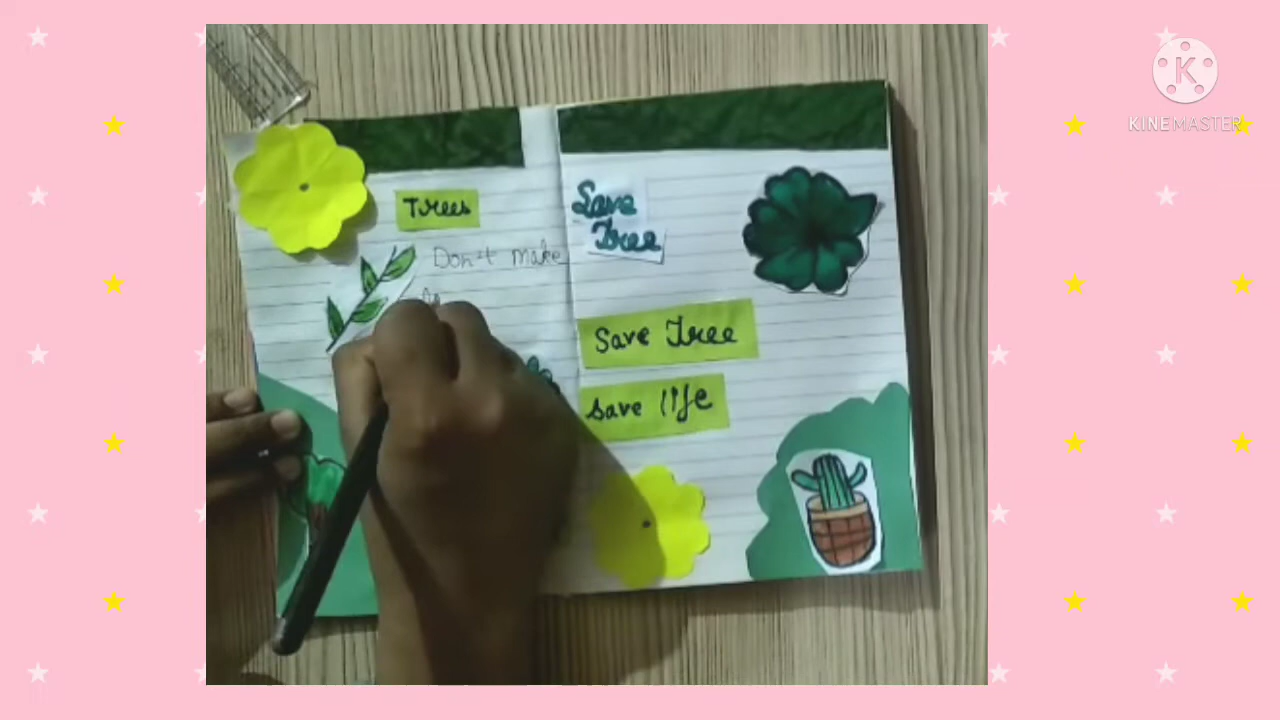 Trees
Don't make
Save
Tree
Save Tree
save life
KINEMASTER